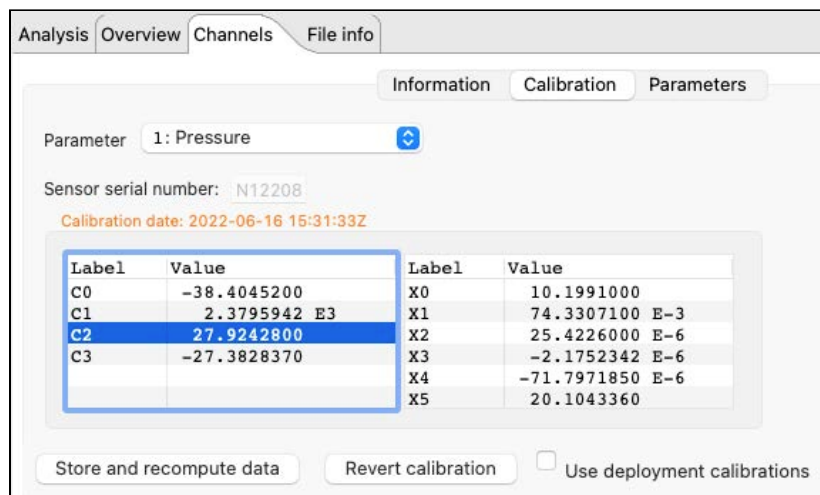 Analysis Overview Channels File info
Information Calibration Parameters
Parameter 1: Pressure
Sensor serial number: N12208
Calibration date: 2022-06-16 15:31:33Z
Label Value Label Value
C0 -38.4045200 X0 10.1991000
C1 2.3795942 E3 X1 74.3307100 E-3
C2 27.9242800 X2 25.4226000 E-6
C3 -27.3828370 X3 -2.1752342 E-6
X4 -71.7971850 E-6
X5 20.1043360
Store and recompute data Revert calibration Use deployment calibrations